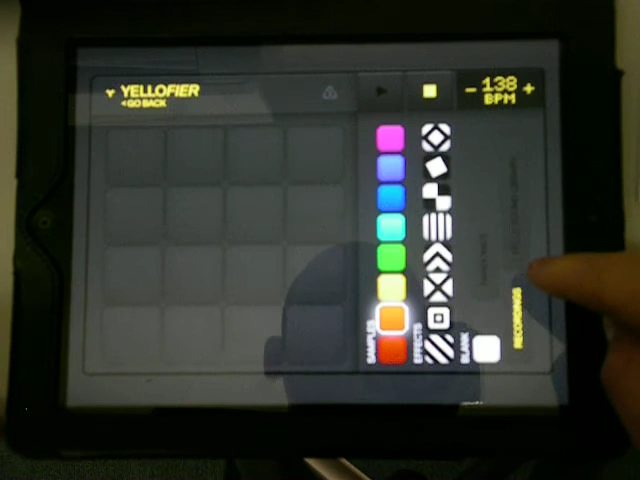 YELLOFIER
<GO BACK
- 138 +
BPM
SAMPLES
EFFECTS
BLANK
RECORDINGS